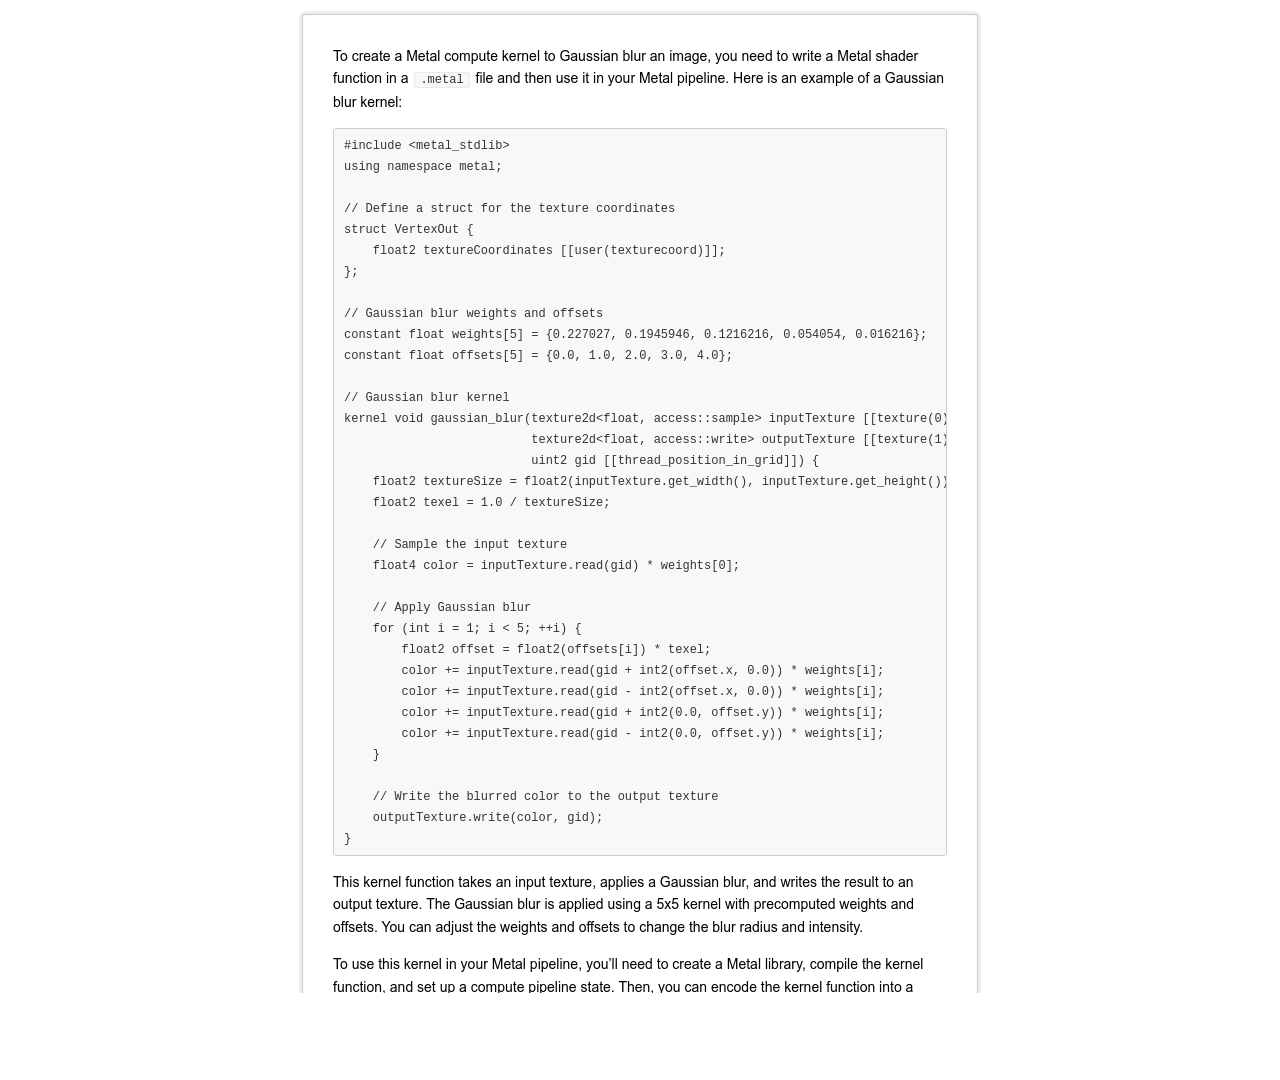 To create a Metal compute kernel to Gaussian blur an image, you need to write a Metal shader
function in a .metal file and then use it in your Metal pipeline. Here is an example of a Gaussian
blur kernel:
#include <metal_stdlib>
using namespace metal;
// Define a struct for the texture coordinates
struct VertexOut {
    float2 textureCoordinates [[user(texturecoord)]];
};
// Gaussian blur weights and offsets
constant float weights[5] = {0.227027, 0.1945946, 0.1216216, 0.054054, 0.016216};
constant float offsets[5] = {0.0, 1.0, 2.0, 3.0, 4.0};
// Gaussian blur kernel
kernel void gaussian_blur(texture2d<float, access::sample> inputTexture [[texture(0)
                          texture2d<float, access::write> outputTexture [[texture(1)
                          uint2 gid [[thread_position_in_grid]]) {
    float2 textureSize = float2(inputTexture.get_width(), inputTexture.get_height())
    float2 texel = 1.0 / textureSize;
    // Sample the input texture
    float4 color = inputTexture.read(gid) * weights[0];
    // Apply Gaussian blur
    for (int i = 1; i < 5; ++i) {
        float2 offset = float2(offsets[i]) * texel;
        color += inputTexture.read(gid + int2(offset.x, 0.0)) * weights[i];
        color += inputTexture.read(gid - int2(offset.x, 0.0)) * weights[i];
        color += inputTexture.read(gid + int2(0.0, offset.y)) * weights[i];
        color += inputTexture.read(gid - int2(0.0, offset.y)) * weights[i];
    }
    // Write the blurred color to the output texture
    outputTexture.write(color, gid);
}
This kernel function takes an input texture, applies a Gaussian blur, and writes the result to an
output texture. The Gaussian blur is applied using a 5x5 kernel with precomputed weights and
offsets. You can adjust the weights and offsets to change the blur radius and intensity.
To use this kernel in your Metal pipeline, you’ll need to create a Metal library, compile the kernel
function, and set up a compute pipeline state. Then, you can encode the kernel function into a